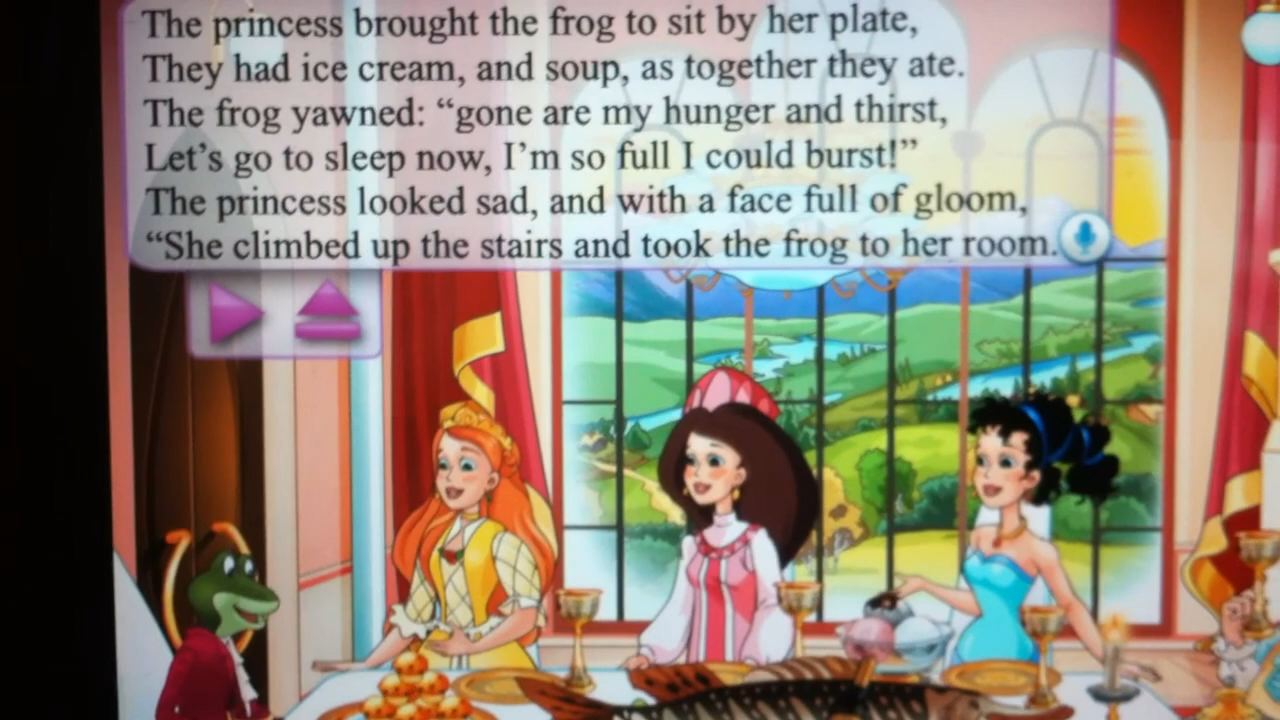 The princess brought the frog to sit by her plate,
They had ice cream, and soup, as together they ate.
The frog yawned: “gone are my hunger and thirst,
Let’s go to sleep now, I’m so full I could burst!”
The princess looked sad, and with a face full of gloom,
“She climbed up the stairs and took the frog to her room.